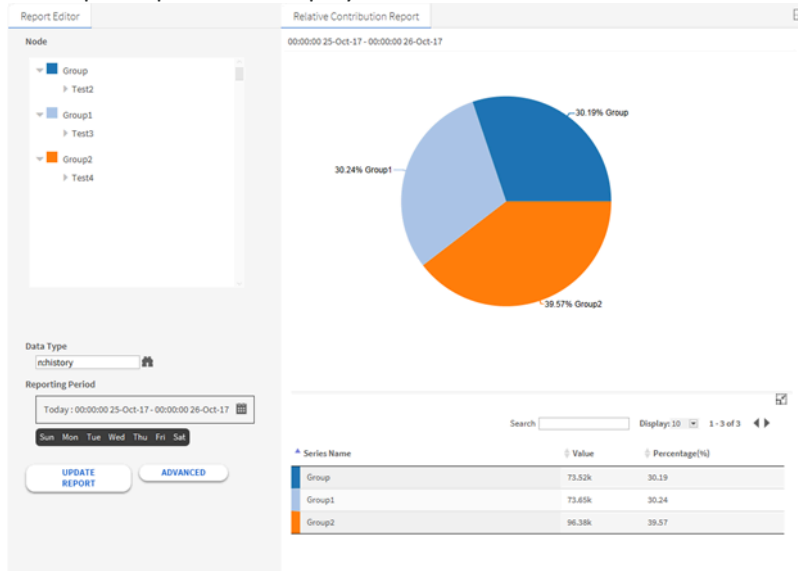 Report Editor
Node
Group
Test2
Group1
Test3
Group2
Test4
Data Type
rchistory
Reporting Period
Today : 00:00:00 25-Oct-17 - 00:00:00 26-Oct-17
Sun Mon Tue Wed Thu Fri Sat
UPDATE
REPORT
ADVANCED
Relative Contribution Report
00:00:00 25-Oct-17 - 00:00:00 26-Oct-17
30.19% Group
30.24% Group1
39.57% Group2
Search Display: 10 1 - 3 of 3
Series Name Value Percentage(%)
Group 73.52k 30.19
Group1 73.65k 30.24
Group2 96.38k 39.57